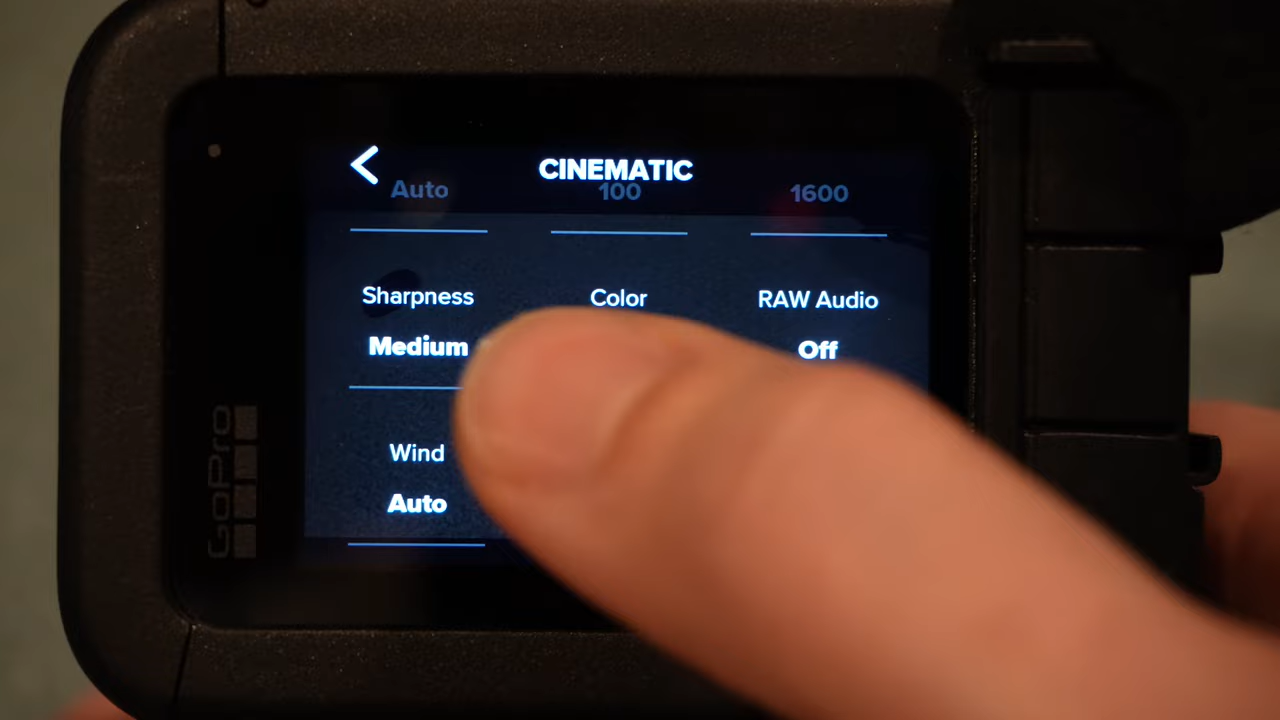 CINEMATIC
Auto 100 1600
Sharpness Color RAW Audio
Medium Off
Wind
Auto
GoPro